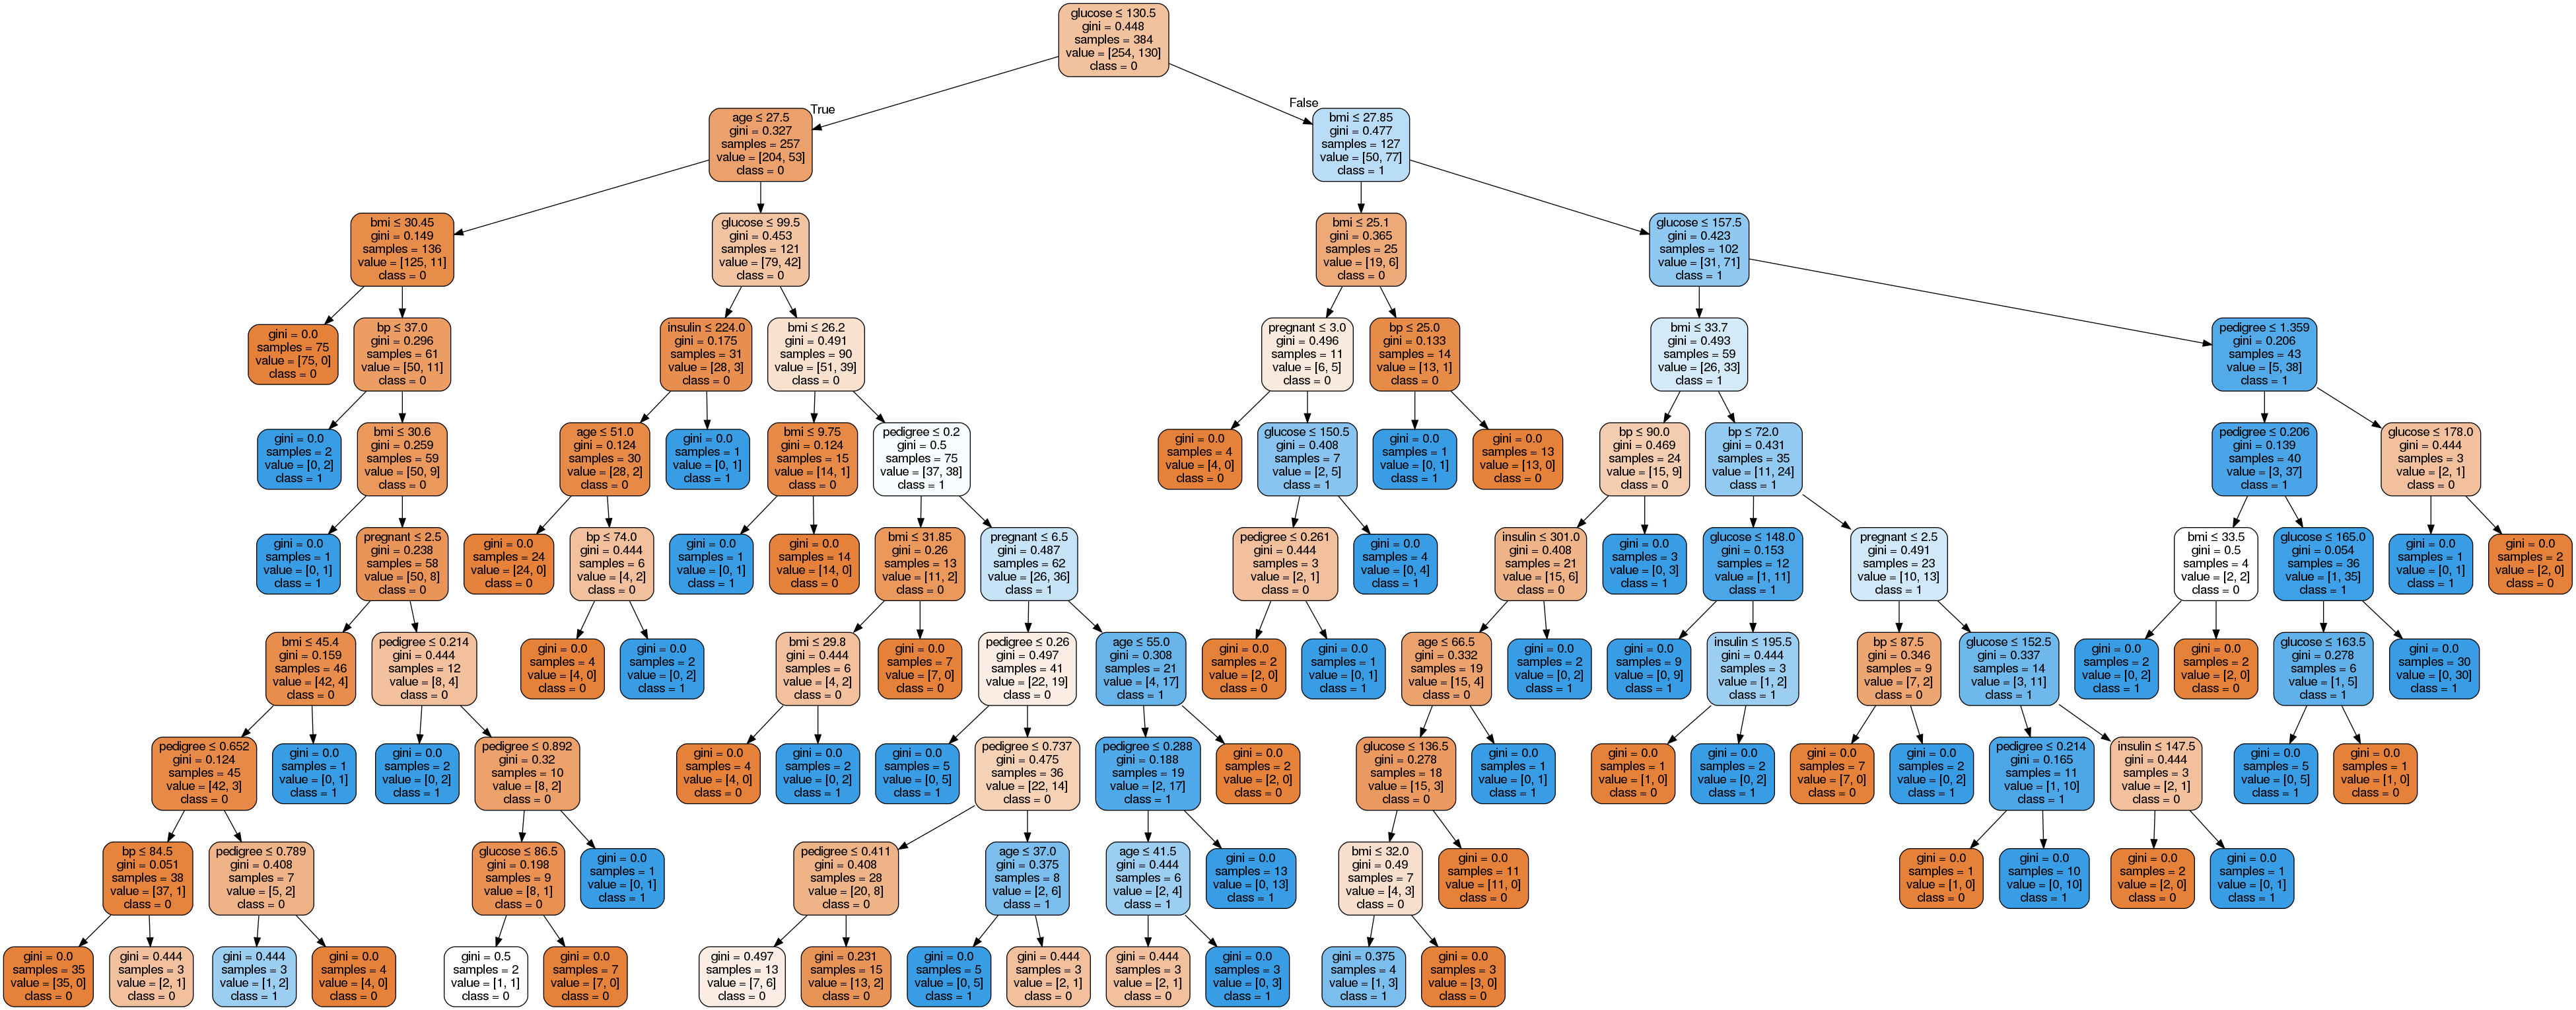 glucose ≤ 130.5
gini = 0.448
samples = 384
value = [254, 130]
class = 0
True
False
age ≤ 27.5
gini = 0.327
samples = 257
value = [204, 53]
class = 0
bmi ≤ 27.85
gini = 0.477
samples = 127
value = [50, 77]
class = 1
bmi ≤ 30.45
gini = 0.149
samples = 136
value = [125, 11]
class = 0
glucose ≤ 99.5
gini = 0.453
samples = 121
value = [79, 42]
class = 0
bmi ≤ 25.1
gini = 0.365
samples = 25
value = [19, 6]
class = 0
glucose ≤ 157.5
gini = 0.423
samples = 102
value = [31, 71]
class = 1
gini = 0.0
samples = 75
value = [75, 0]
class = 0
bp ≤ 37.0
gini = 0.296
samples = 61
value = [50, 11]
class = 0
insulin ≤ 224.0
gini = 0.175
samples = 31
value = [28, 3]
class = 0
bmi ≤ 26.2
gini = 0.491
samples = 90
value = [51, 39]
class = 0
pregnant ≤ 3.0
gini = 0.496
samples = 11
value = [6, 5]
class = 0
bp ≤ 25.0
gini = 0.133
samples = 14
value = [13, 1]
class = 0
bmi ≤ 33.7
gini = 0.493
samples = 59
value = [26, 33]
class = 1
pedigree ≤ 1.359
gini = 0.206
samples = 43
value = [5, 38]
class = 1
gini = 0.0
samples = 2
value = [0, 2]
class = 1
bmi ≤ 30.6
gini = 0.259
samples = 59
value = [50, 9]
class = 0
age ≤ 51.0
gini = 0.124
samples = 30
value = [28, 2]
class = 0
gini = 0.0
samples = 1
value = [0, 1]
class = 1
bmi ≤ 9.75
gini = 0.124
samples = 15
value = [14, 1]
class = 0
pedigree ≤ 0.2
gini = 0.5
samples = 75
value = [37, 38]
class = 1
gini = 0.0
samples = 4
value = [4, 0]
class = 0
glucose ≤ 150.5
gini = 0.408
samples = 7
value = [2, 5]
class = 1
gini = 0.0
samples = 1
value = [0, 1]
class = 1
gini = 0.0
samples = 13
value = [13, 0]
class = 0
bp ≤ 90.0
gini = 0.469
samples = 24
value = [15, 9]
class = 0
bp ≤ 72.0
gini = 0.431
samples = 35
value = [11, 24]
class = 1
pedigree ≤ 0.206
gini = 0.139
samples = 40
value = [3, 37]
class = 1
glucose ≤ 178.0
gini = 0.444
samples = 3
value = [2, 1]
class = 0
gini = 0.0
samples = 1
value = [0, 1]
class = 1
pregnant ≤ 2.5
gini = 0.238
samples = 58
value = [50, 8]
class = 0
gini = 0.0
samples = 24
value = [24, 0]
class = 0
bp ≤ 74.0
gini = 0.444
samples = 6
value = [4, 2]
class = 0
gini = 0.0
samples = 1
value = [0, 1]
class = 1
gini = 0.0
samples = 14
value = [14, 0]
class = 0
bmi ≤ 31.85
gini = 0.26
samples = 13
value = [11, 2]
class = 0
pregnant ≤ 6.5
gini = 0.487
samples = 62
value = [26, 36]
class = 1
pedigree ≤ 0.261
gini = 0.444
samples = 3
value = [2, 1]
class = 0
gini = 0.0
samples = 4
value = [0, 4]
class = 1
insulin ≤ 301.0
gini = 0.408
samples = 21
value = [15, 6]
class = 0
gini = 0.0
samples = 3
value = [0, 3]
class = 1
glucose ≤ 148.0
gini = 0.153
samples = 12
value = [1, 11]
class = 1
pregnant ≤ 2.5
gini = 0.491
samples = 23
value = [10, 13]
class = 1
bmi ≤ 33.5
gini = 0.5
samples = 4
value = [2, 2]
class = 0
glucose ≤ 165.0
gini = 0.054
samples = 36
value = [1, 35]
class = 1
gini = 0.0
samples = 1
value = [0, 1]
class = 1
gini = 0.0
samples = 2
value = [2, 0]
class = 0
bmi ≤ 45.4
gini = 0.159
samples = 46
value = [42, 4]
class = 0
pedigree ≤ 0.214
gini = 0.444
samples = 12
value = [8, 4]
class = 0
gini = 0.0
samples = 4
value = [4, 0]
class = 0
gini = 0.0
samples = 2
value = [0, 2]
class = 1
bmi ≤ 29.8
gini = 0.444
samples = 6
value = [4, 2]
class = 0
gini = 0.0
samples = 7
value = [7, 0]
class = 0
pedigree ≤ 0.26
gini = 0.497
samples = 41
value = [22, 19]
class = 0
age ≤ 55.0
gini = 0.308
samples = 21
value = [4, 17]
class = 1
gini = 0.0
samples = 2
value = [2, 0]
class = 0
gini = 0.0
samples = 1
value = [0, 1]
class = 1
age ≤ 66.5
gini = 0.332
samples = 19
value = [15, 4]
class = 0
gini = 0.0
samples = 2
value = [0, 2]
class = 1
gini = 0.0
samples = 9
value = [0, 9]
class = 1
insulin ≤ 195.5
gini = 0.444
samples = 3
value = [1, 2]
class = 1
bp ≤ 87.5
gini = 0.346
samples = 9
value = [7, 2]
class = 0
glucose ≤ 152.5
gini = 0.337
samples = 14
value = [3, 11]
class = 1
gini = 0.0
samples = 2
value = [0, 2]
class = 1
gini = 0.0
samples = 2
value = [2, 0]
class = 0
glucose ≤ 163.5
gini = 0.278
samples = 6
value = [1, 5]
class = 1
gini = 0.0
samples = 30
value = [0, 30]
class = 1
pedigree ≤ 0.652
gini = 0.124
samples = 45
value = [42, 3]
class = 0
gini = 0.0
samples = 1
value = [0, 1]
class = 1
gini = 0.0
samples = 2
value = [0, 2]
class = 1
pedigree ≤ 0.892
gini = 0.32
samples = 10
value = [8, 2]
class = 0
gini = 0.0
samples = 4
value = [4, 0]
class = 0
gini = 0.0
samples = 2
value = [0, 2]
class = 1
gini = 0.0
samples = 5
value = [0, 5]
class = 1
pedigree ≤ 0.737
gini = 0.475
samples = 36
value = [22, 14]
class = 0
pedigree ≤ 0.288
gini = 0.188
samples = 19
value = [2, 17]
class = 1
gini = 0.0
samples = 2
value = [2, 0]
class = 0
glucose ≤ 136.5
gini = 0.278
samples = 18
value = [15, 3]
class = 0
gini = 0.0
samples = 1
value = [0, 1]
class = 1
gini = 0.0
samples = 1
value = [1, 0]
class = 0
gini = 0.0
samples = 2
value = [0, 2]
class = 1
gini = 0.0
samples = 7
value = [7, 0]
class = 0
gini = 0.0
samples = 2
value = [0, 2]
class = 1
pedigree ≤ 0.214
gini = 0.165
samples = 11
value = [1, 10]
class = 1
insulin ≤ 147.5
gini = 0.444
samples = 3
value = [2, 1]
class = 0
gini = 0.0
samples = 5
value = [0, 5]
class = 1
gini = 0.0
samples = 1
value = [1, 0]
class = 0
bp ≤ 84.5
gini = 0.051
samples = 38
value = [37, 1]
class = 0
pedigree ≤ 0.789
gini = 0.408
samples = 7
value = [5, 2]
class = 0
glucose ≤ 86.5
gini = 0.198
samples = 9
value = [8, 1]
class = 0
gini = 0.0
samples = 1
value = [0, 1]
class = 1
pedigree ≤ 0.411
gini = 0.408
samples = 28
value = [20, 8]
class = 0
age ≤ 37.0
gini = 0.375
samples = 8
value = [2, 6]
class = 1
age ≤ 41.5
gini = 0.444
samples = 6
value = [2, 4]
class = 1
gini = 0.0
samples = 13
value = [0, 13]
class = 1
bmi ≤ 32.0
gini = 0.49
samples = 7
value = [4, 3]
class = 0
gini = 0.0
samples = 11
value = [11, 0]
class = 0
gini = 0.0
samples = 1
value = [1, 0]
class = 0
gini = 0.0
samples = 10
value = [0, 10]
class = 1
gini = 0.0
samples = 2
value = [2, 0]
class = 0
gini = 0.0
samples = 1
value = [0, 1]
class = 1
gini = 0.0
samples = 35
value = [35, 0]
class = 0
gini = 0.444
samples = 3
value = [2, 1]
class = 0
gini = 0.444
samples = 3
value = [1, 2]
class = 1
gini = 0.0
samples = 4
value = [4, 0]
class = 0
gini = 0.5
samples = 2
value = [1, 1]
class = 0
gini = 0.0
samples = 7
value = [7, 0]
class = 0
gini = 0.497
samples = 13
value = [7, 6]
class = 0
gini = 0.231
samples = 15
value = [13, 2]
class = 0
gini = 0.0
samples = 5
value = [0, 5]
class = 1
gini = 0.444
samples = 3
value = [2, 1]
class = 0
gini = 0.444
samples = 3
value = [2, 1]
class = 0
gini = 0.0
samples = 3
value = [0, 3]
class = 1
gini = 0.375
samples = 4
value = [1, 3]
class = 1
gini = 0.0
samples = 3
value = [3, 0]
class = 0